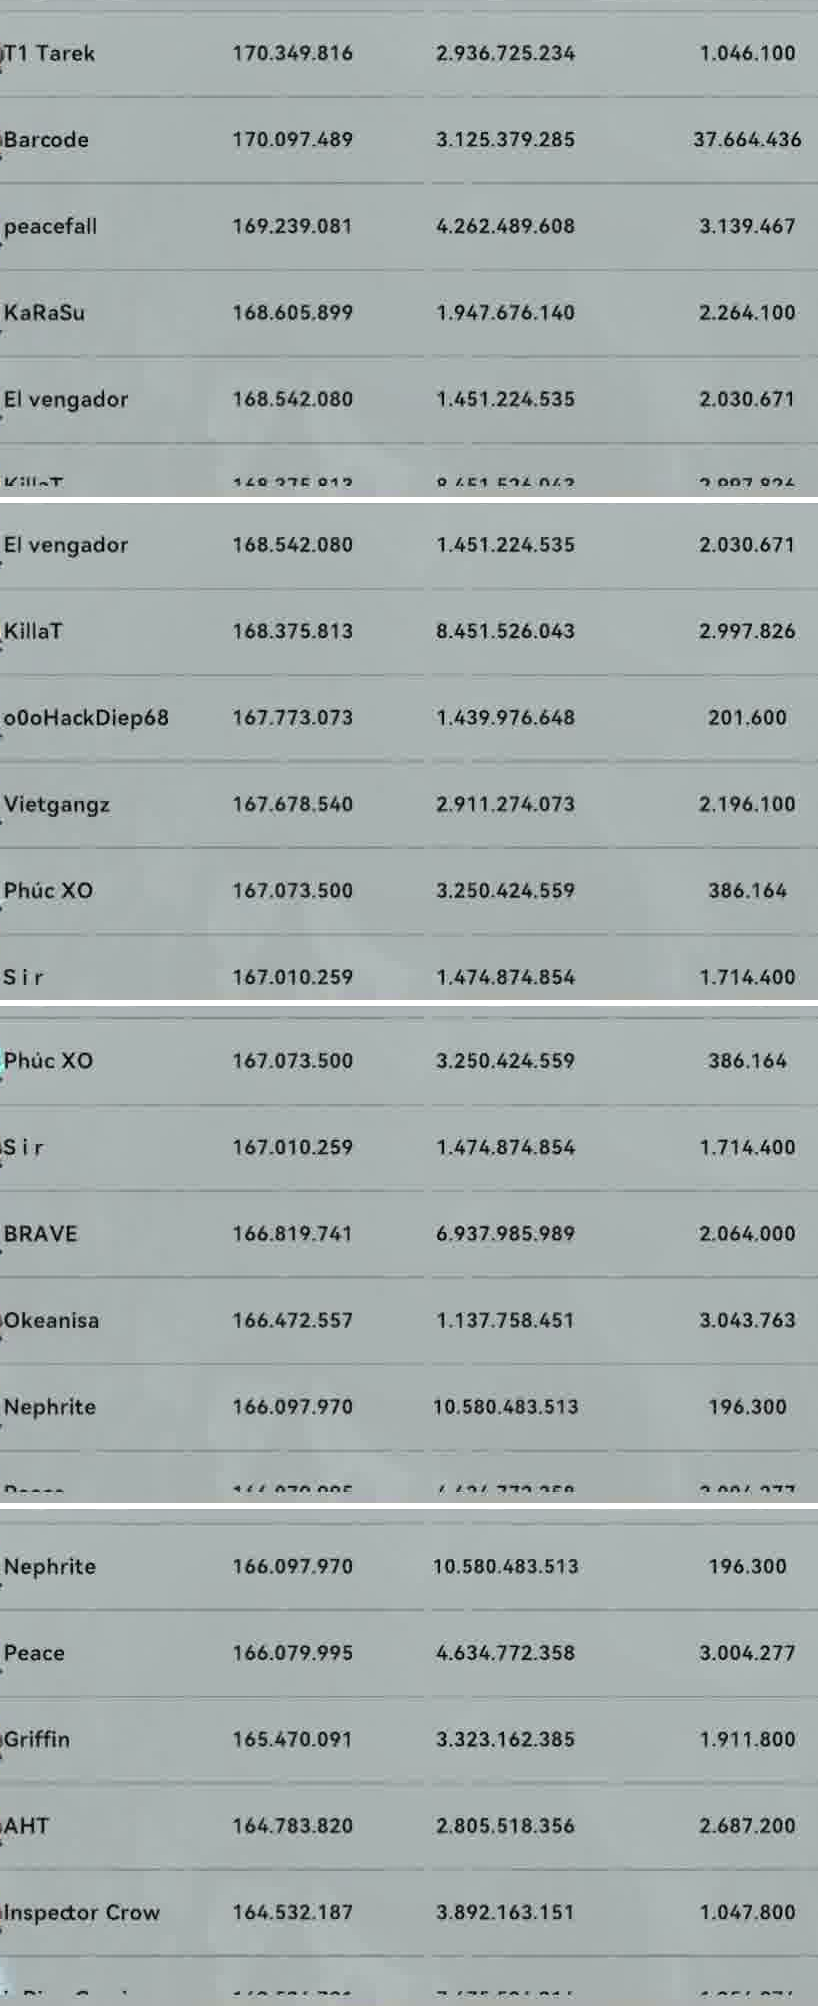 T1 Tarek 170.349.816 2.936.725.234 1.046.100
Barcode 170.097.489 3.125.379.285 37.664.436
peacefall 169.239.081 4.262.489.608 3.139.467
KaRaSu 168.605.899 1.947.676.140 2.264.100
El vengador 168.542.080 1.451.224.535 2.030.671
KillaT 168.375.813 8.451.526.043 2.997.826
El vengador 168.542.080 1.451.224.535 2.030.671
KillaT 168.375.813 8.451.526.043 2.997.826
o0oHackDiep68 167.773.073 1.439.976.648 201.600
Vietgangz 167.678.540 2.911.274.073 2.196.100
Phúc XO 167.073.500 3.250.424.559 386.164
S i r 167.010.259 1.474.874.854 1.714.400
Phúc XO 167.073.500 3.250.424.559 386.164
S i r 167.010.259 1.474.874.854 1.714.400
BRAVE 166.819.741 6.937.985.989 2.064.000
Okeanisa 166.472.557 1.137.758.451 3.043.763
Nephrite 166.097.970 10.580.483.513 196.300
Nephrite 166.097.970 10.580.483.513 196.300
Peace 166.079.995 4.634.772.358 3.004.277
Griffin 165.470.091 3.323.162.385 1.911.800
AHT 164.783.820 2.805.518.356 2.687.200
Inspector Crow 164.532.187 3.892.163.151 1.047.800